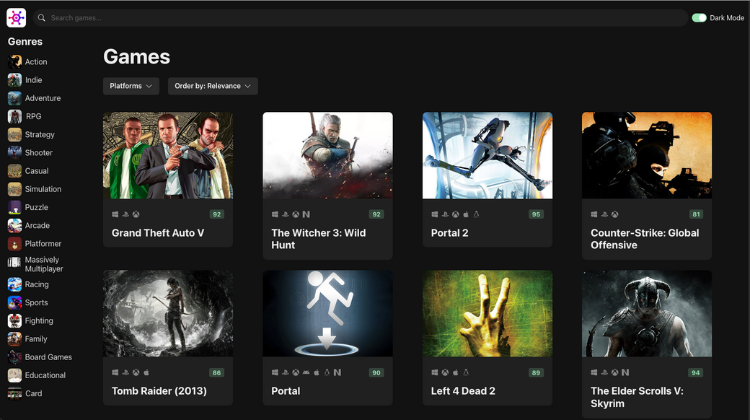 Search games...
Dark Mode
Genres
Action
Indie
Adventure
RPG
Strategy
Shooter
Casual
Simulation
Puzzle
Arcade
Platformer
Massively
Multiplayer
Racing
Sports
Fighting
Family
Board Games
Educational
Card
Games
Platforms
Order by: Relevance
92
Grand Theft Auto V
92
The Witcher 3: Wild
Hunt
95
Portal 2
81
Counter-Strike: Global
Offensive
86
Tomb Raider (2013)
90
Portal
89
Left 4 Dead 2
94
The Elder Scrolls V:
Skyrim